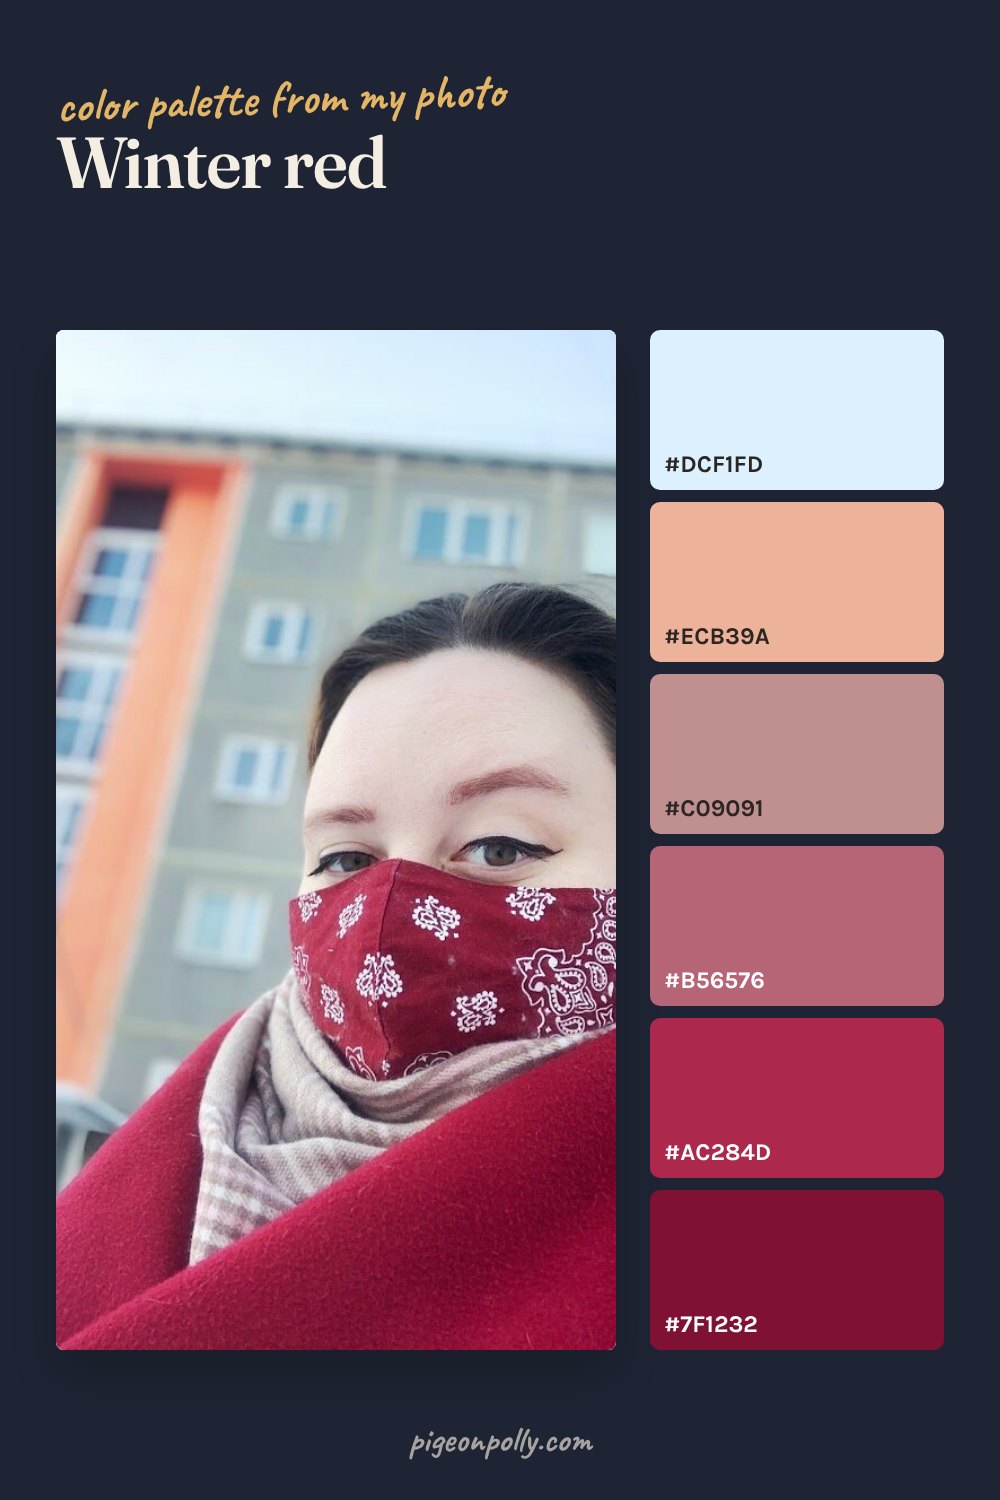 color palette from my photo
Winter red
#DCF1FD
#ECB39A
#C09091
#B56576
#AC284D
#7F1232
pigeonpolly.com